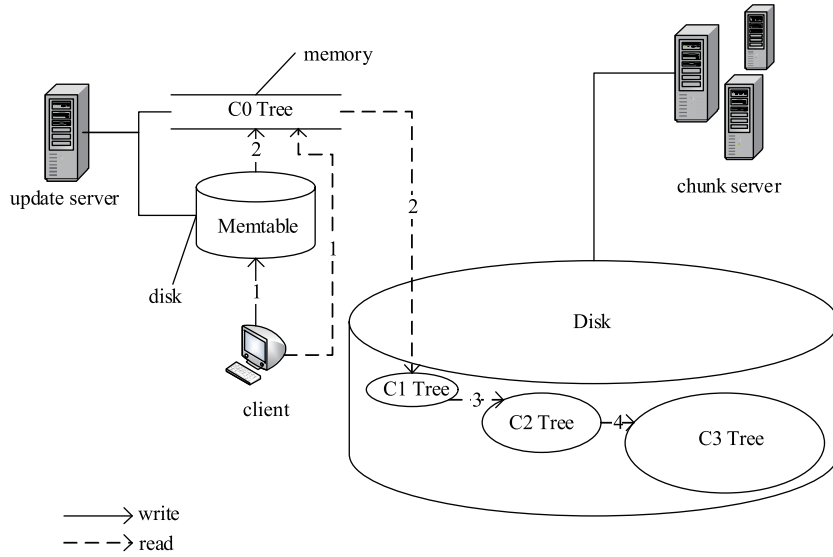 memory
C0 Tree
2
update server
Memtable
1
2
chunk server
disk
1
Disk
client
C1 Tree
3
C2 Tree
4
C3 Tree
write
read